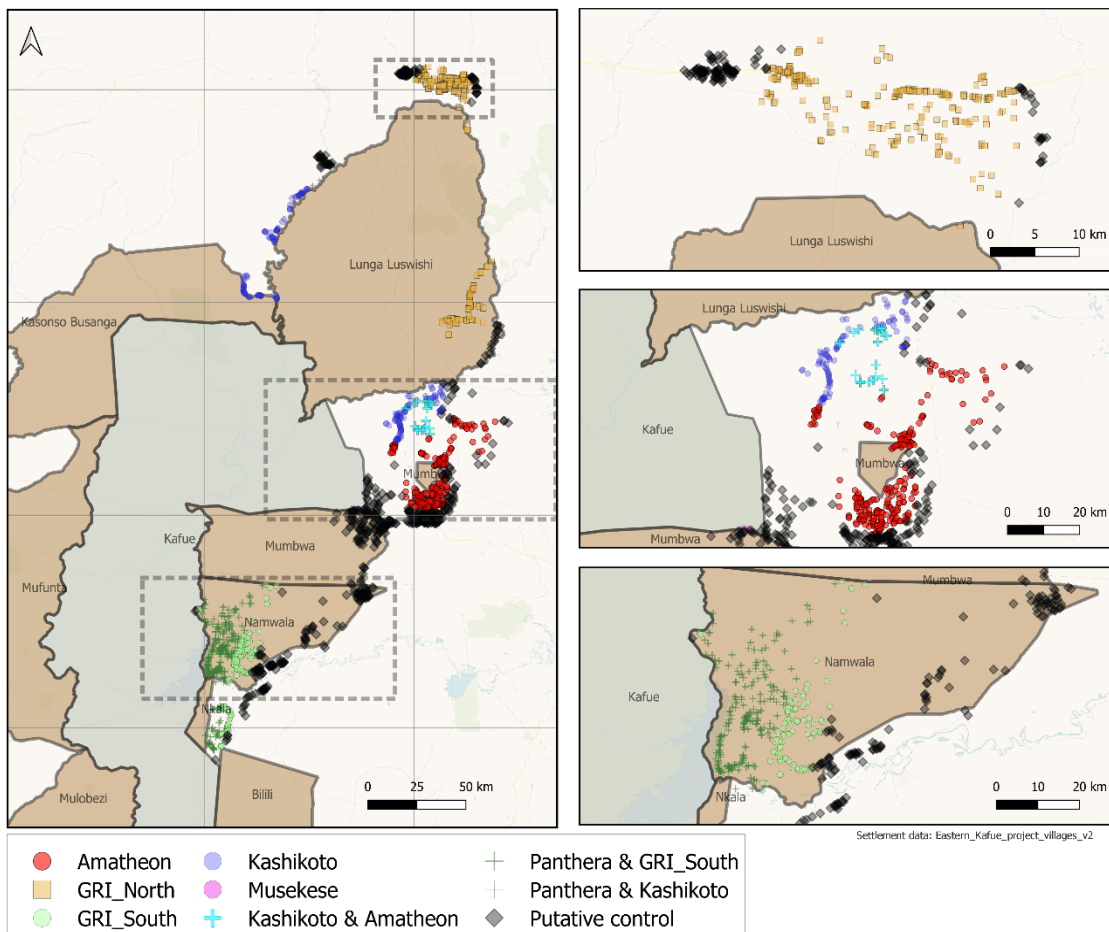 Lunga Luswishi
Kasonso Busanga
Mumbwa
Kafue
Mumbwa
Mufunta
Namwala
Nkala
Mulobezi
Bilili
0 25 50 km
Lunga Luswishi
0 5 10 km
Lunga Luswishi
Kafue
Mumbwa
Mumbwa
0 10 20 km
Mumbwa
Namwala
Kafue
Nkala
0 10 20 km
Settlement data: Eastern_Kafue_project_villages_v2
Amatheon Kashikoto Panthera & GRI_South
GRI_North Musekese Panthera & Kashikoto
GRI_South Kashikoto & Amatheon Putative control